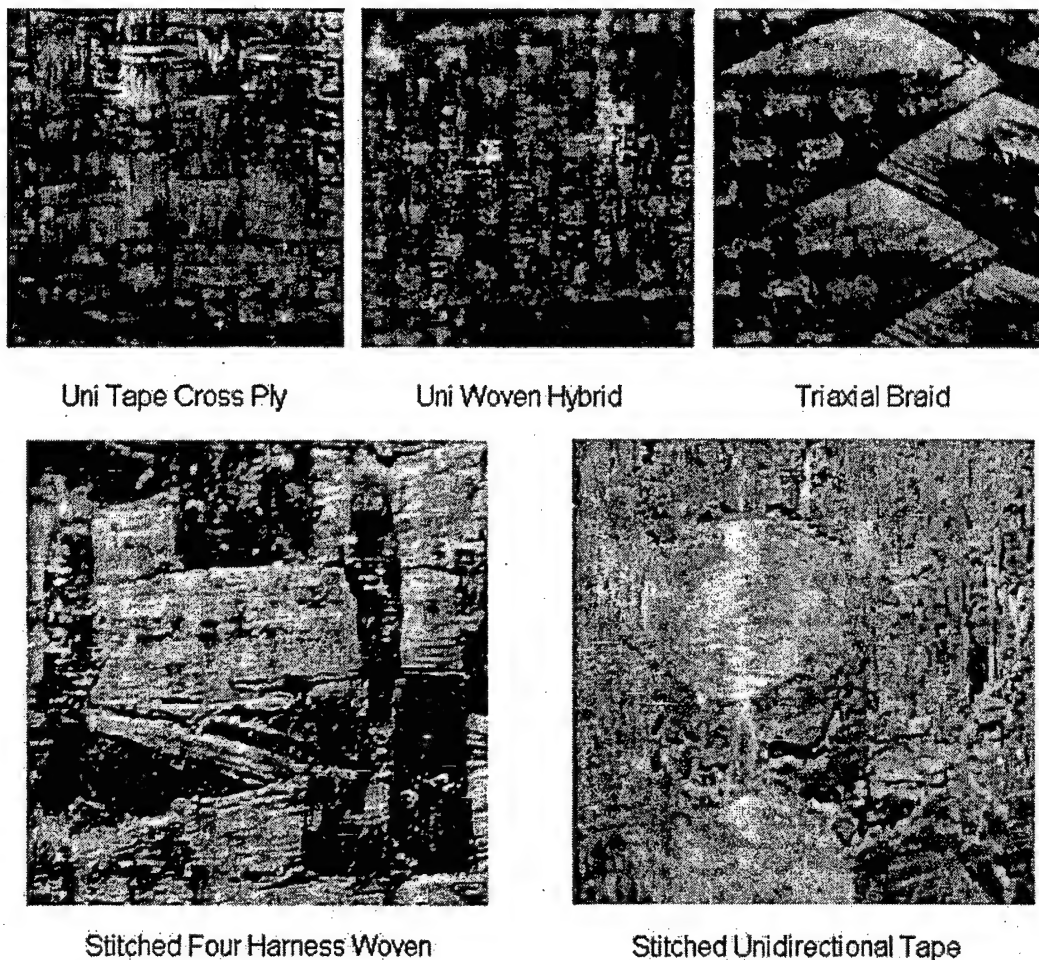 Uni Tape Cross Ply
Uni Woven Hybrid
Triaxial Braid
Stitched Four Harness Woven
Stitched Unidirectional Tape